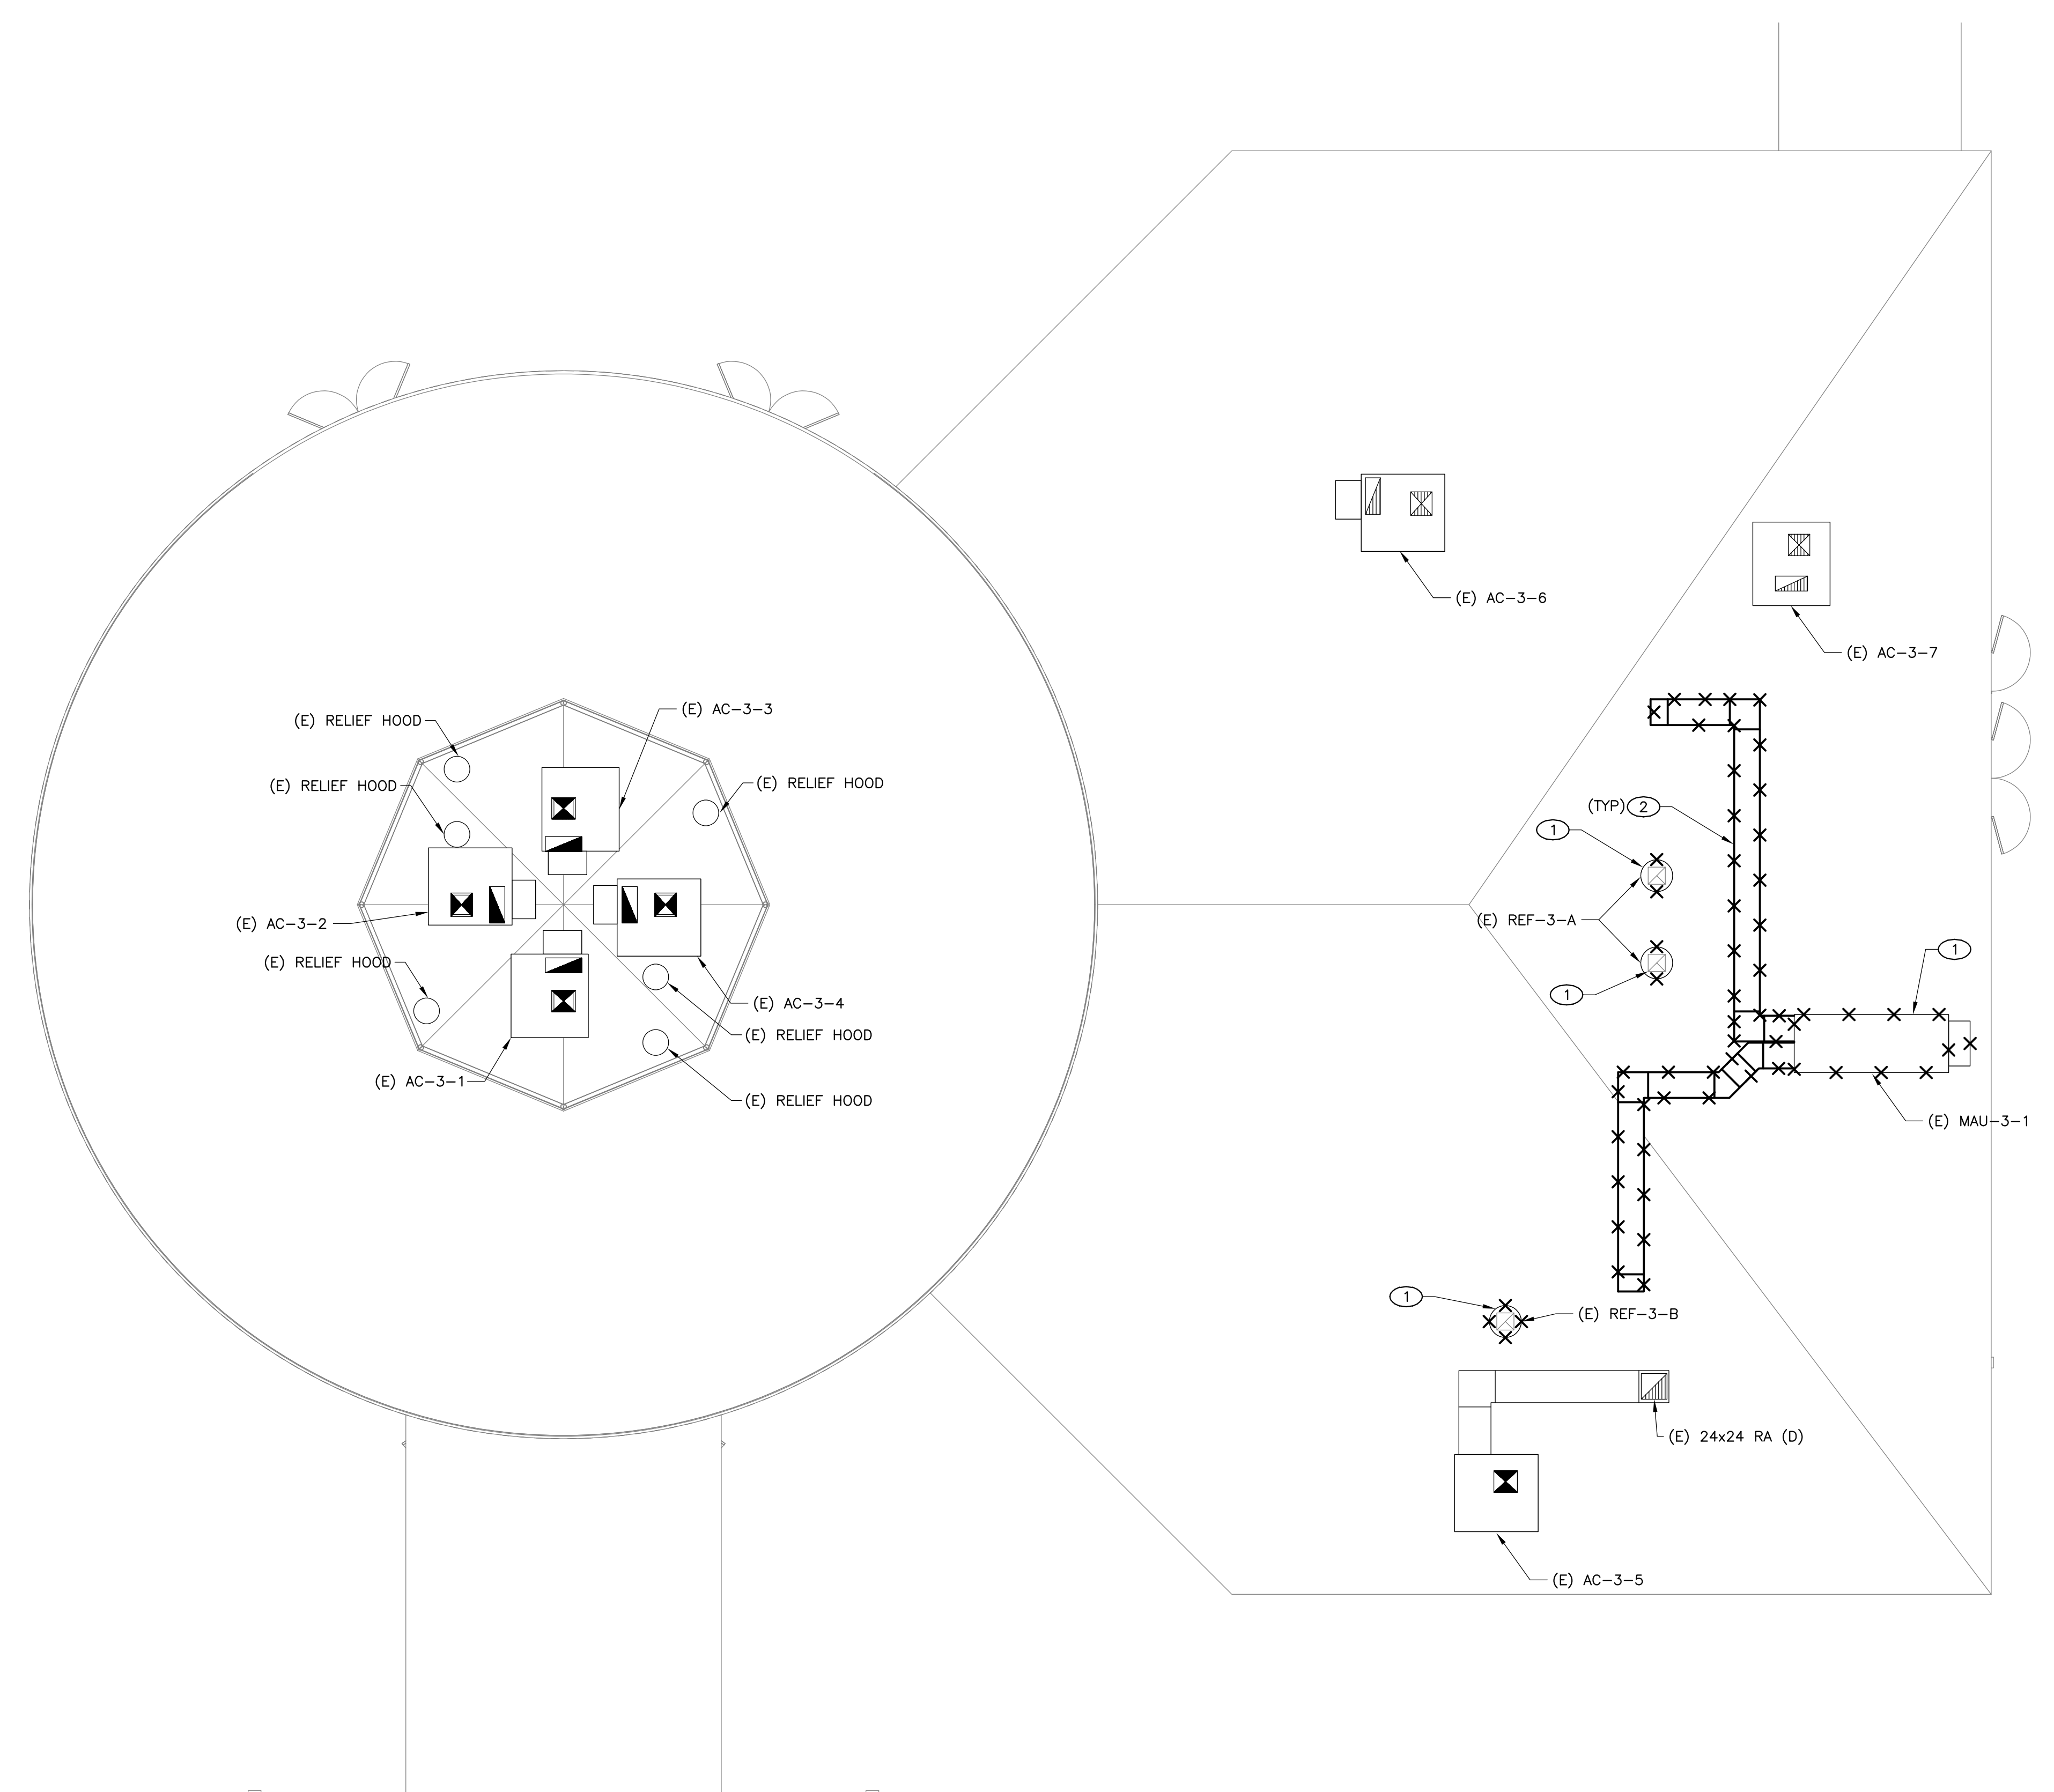 (E) AC-3-6
(E) AC-3-7
(E) AC-3-3
(E) RELIEF HOOD
(E) RELIEF HOOD
(E) RELIEF HOOD
(TYP) 2
1
(E) REF-3-A
(E) AC-3-2
1
(E) RELIEF HOOD
1
(E) AC-3-4
(E) RELIEF HOOD
(E) AC-3-1
(E) RELIEF HOOD
(E) MAU-3-1
1
(E) REF-3-B
(E) 24x24 RA (D)
(E) AC-3-5